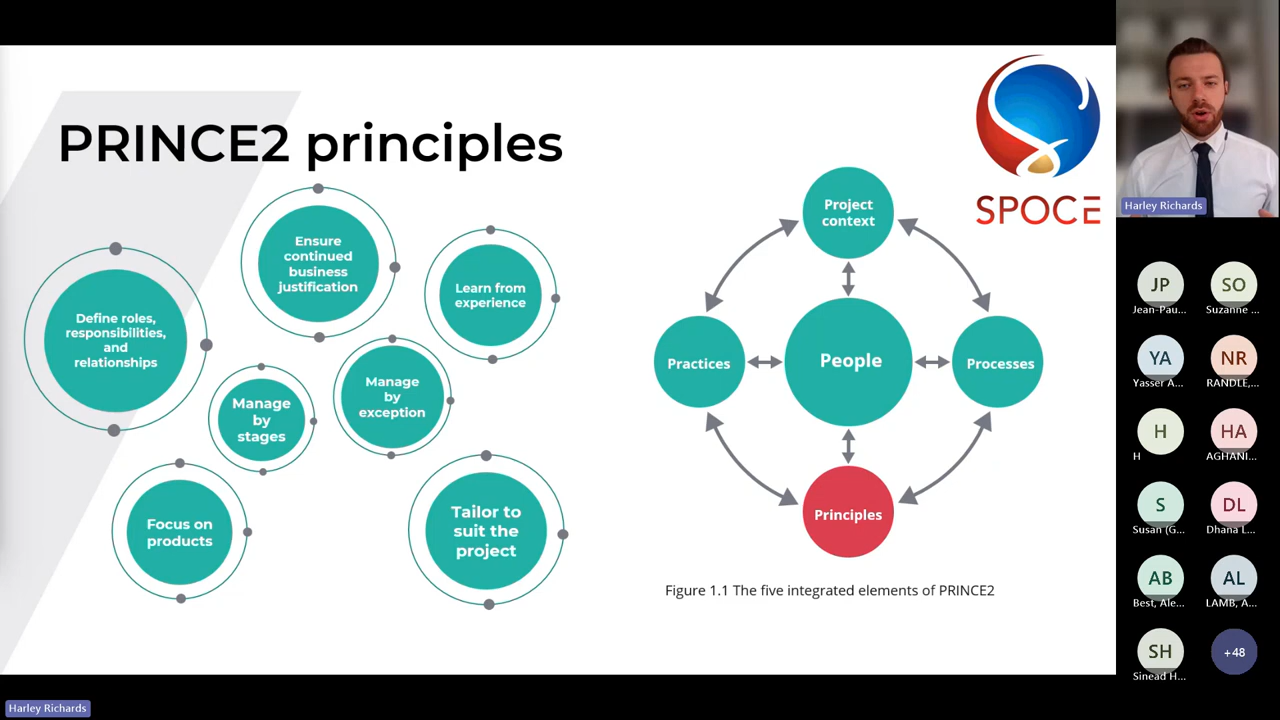 PRINCE2 principles
Ensure
continued
business
justification
Learn from
experience
Define roles,
responsibilities,
and
relationships
Manage
by
exception
Manage
by
stages
Focus on
products
Tailor to
suit the
project
Project
context
Practices
People
Processes
Principles
Figure 1.1 The five integrated elements of PRINCE2
SPOCE
Harley Richards
JP
Jean-Pau...
SO
Suzanne ...
YA
Yasser A...
NR
RANDLE,...
H
H
HA
AGHANI...
S
Susan (G...
DL
Dhana L...
AB
Best, Ale...
AL
LAMB, A...
SH
Sinead H...
+48
Harley Richards